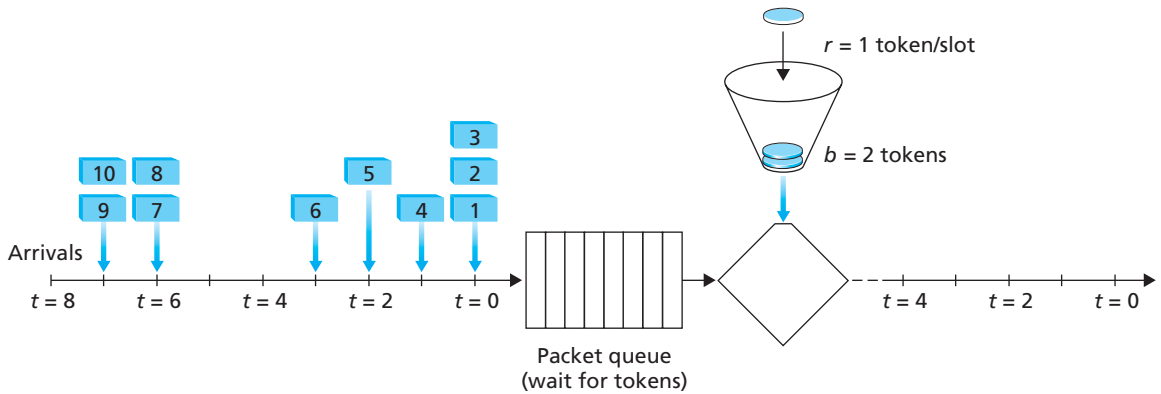 r = 1 token/slot
b = 2 tokens
3
10 8 5 2
9 7 6 4 1
Arrivals
t = 8 t = 6 t = 4 t = 2 t = 0
t = 4 t = 2 t = 0
Packet queue
(wait for tokens)